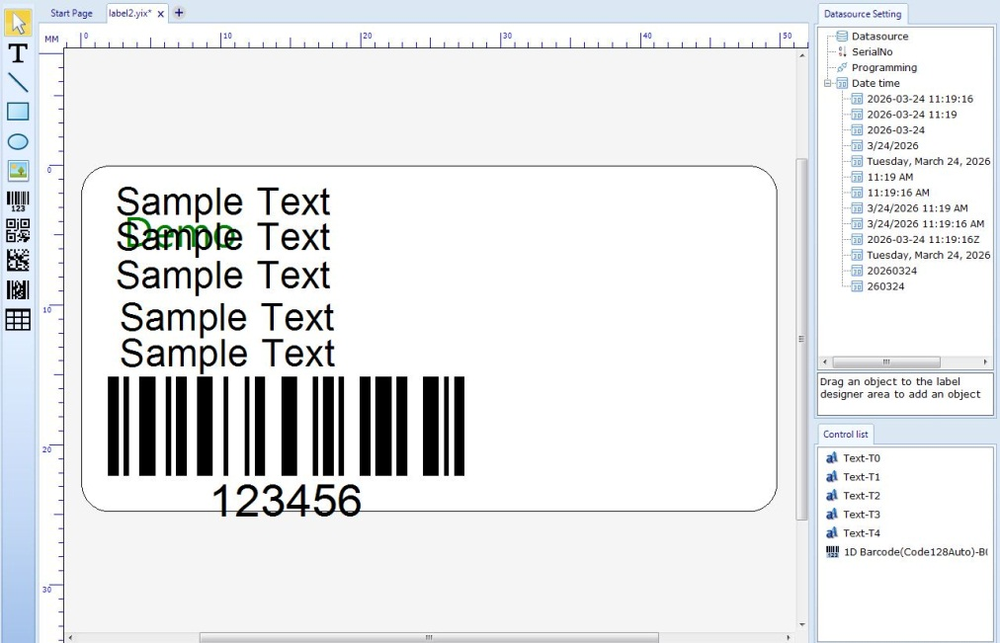 Start Page label2.yix* x
Datasource Setting
MM 0 10 20 30 40 50
Datasource
SerialNo
Programming
Date time
2026-03-24 11:19:16
2026-03-24 11:19
2026-03-24
3/24/2026
Tuesday, March 24, 2026
11:19 AM
11:19:16 AM
3/24/2026 11:19 AM
3/24/2026 11:19:16 AM
2026-03-24 11:19:16Z
Tuesday, March 24, 2026
20260324
260324
Drag an object to the label
designer area to add an object
Control list
Text-T0
Text-T1
Text-T2
Text-T3
Text-T4
1D Barcode(Code128Auto)-B
T
123
0
10
20
30
Sample Text
Demo
Sample Text
Sample Text
Sample Text
Sample Text
123456